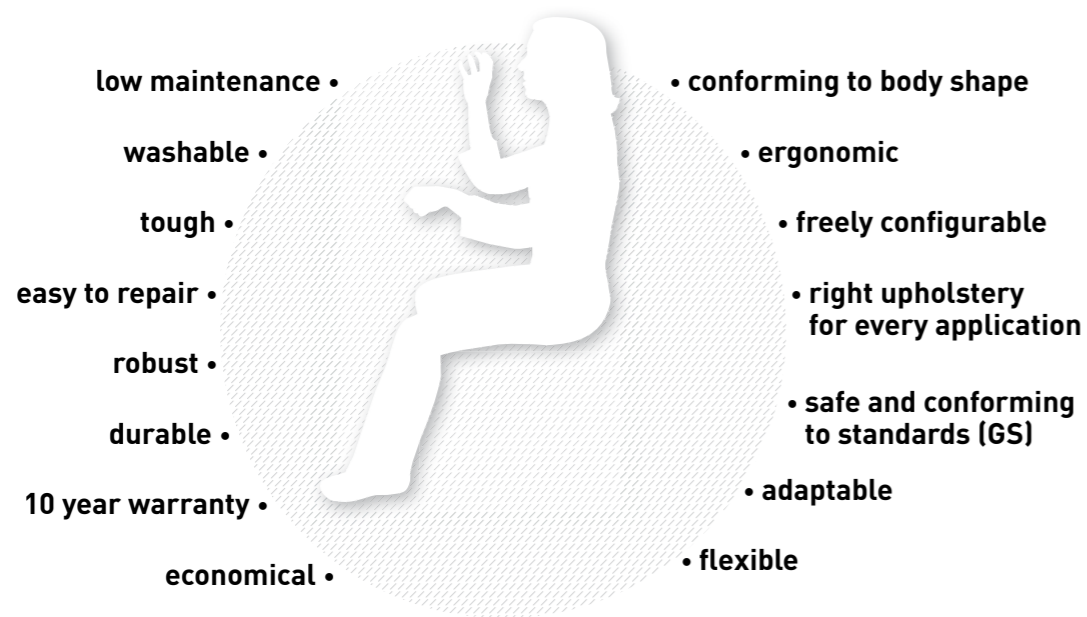 low maintenance •
washable •
tough •
easy to repair •
robust •
durable •
10 year warranty •
economical •
• conforming to body shape
• ergonomic
• freely configurable
• right upholstery
for every application
• safe and conforming
to standards (GS)
• adaptable
• flexible